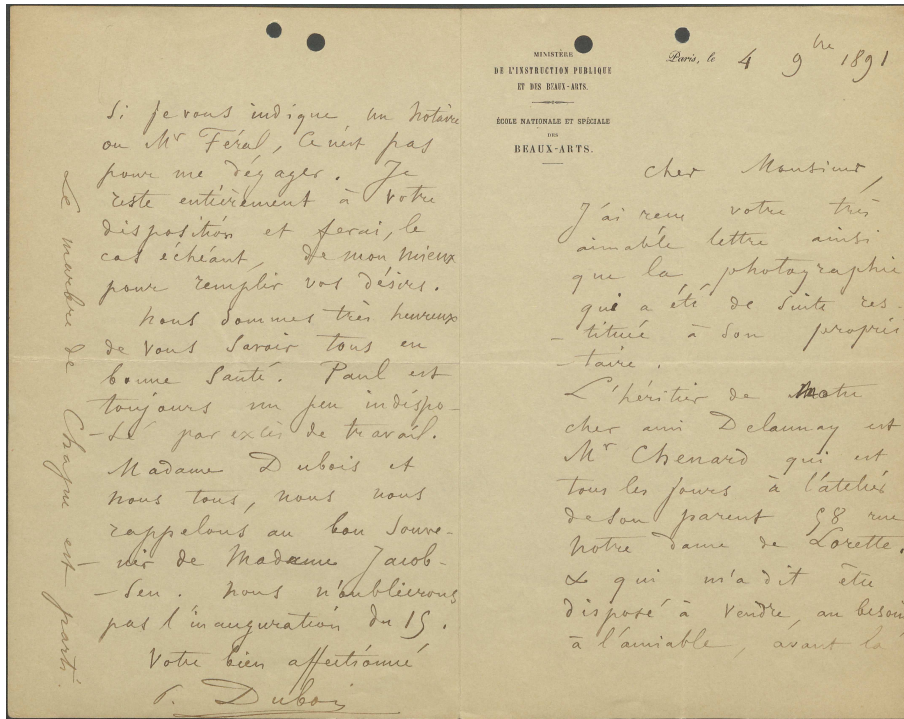 MINISTÈRE
DE L'INSTRUCTION PUBLIQUE
ET DES BEAUX-ARTS.
ÉCOLE NATIONALE ET SPÉCIALE
DES
BEAUX-ARTS.
Paris, le 4 9bre 1891
Cher Monsieur,
J'ai reçu votre très
aimable lettre ainsi
que la photographie
qui a été de suite res-
- tituée à son proprié
- taire.
L'héritier de notre
cher ami Delaunay est
Mr Chenard qui est
tous les jours à l'atelier
de son parent 58 rue
Notre dame de Lorette.
& qui m'a dit être
disposé à vendre, au besoin
à l'amiable, avant la
Si je vous indique un notaire
ou Mr Féral, ce n'est pas
pour me dégager. Je
reste entièrement à votre
disposition et ferai, le
cas échéant, de mon mieux
pour remplir vos désirs.
Nous sommes très heureux
de vous savoir tous en
bonne santé. Paul est
toujours un peu indispo-
- sé par excès de travail.
Madame Dubois et
nous tous, nous nous
rappelons au bon souve-
- nir de Madame Jacob-
- sen. Nous n'oublierons
pas l'inauguration du 15.
Votre bien affectionné
P. Dubois
Le marbre de Chapu est parti.